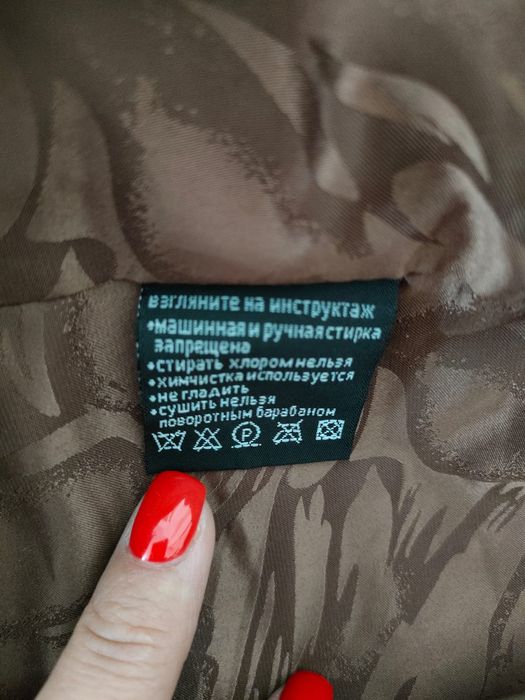 взгляните на инструктаж
•машинная и ручная стирка
запрещена
•стирать хлором нельзя
•химчистка используется
•не гладить
•сушить нельзя
поворотным барабаном
P